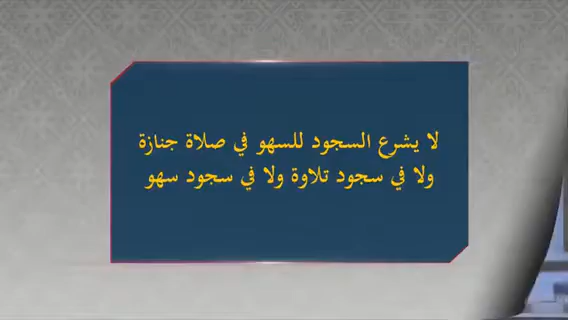 لا يشرع السجود للسهو في صلاة جنازة
ولا في سجود تلاوة ولا في سجود سهو